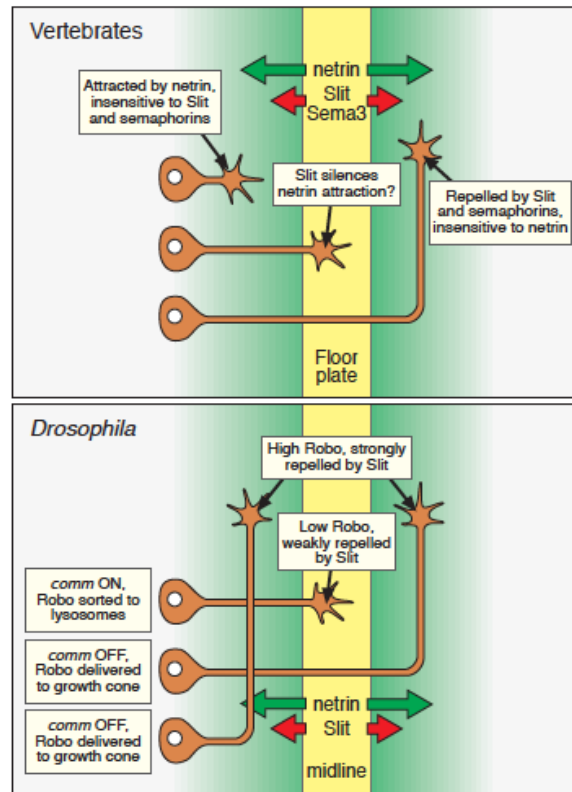 Vertebrates
Attracted by netrin,
insensitive to Slit
and semaphorins
netrin
Slit
Sema3
Slit silences
netrin attraction?
Repelled by Slit
and semaphorins,
insensitive to netrin
Floor
plate
Drosophila
High Robo, strongly
repelled by Slit
Low Robo,
weakly repelled
by Slit
comm ON,
Robo sorted to
lysosomes
comm OFF,
Robo delivered
to growth cone
comm OFF,
Robo delivered
to growth cone
netrin
Slit
midline